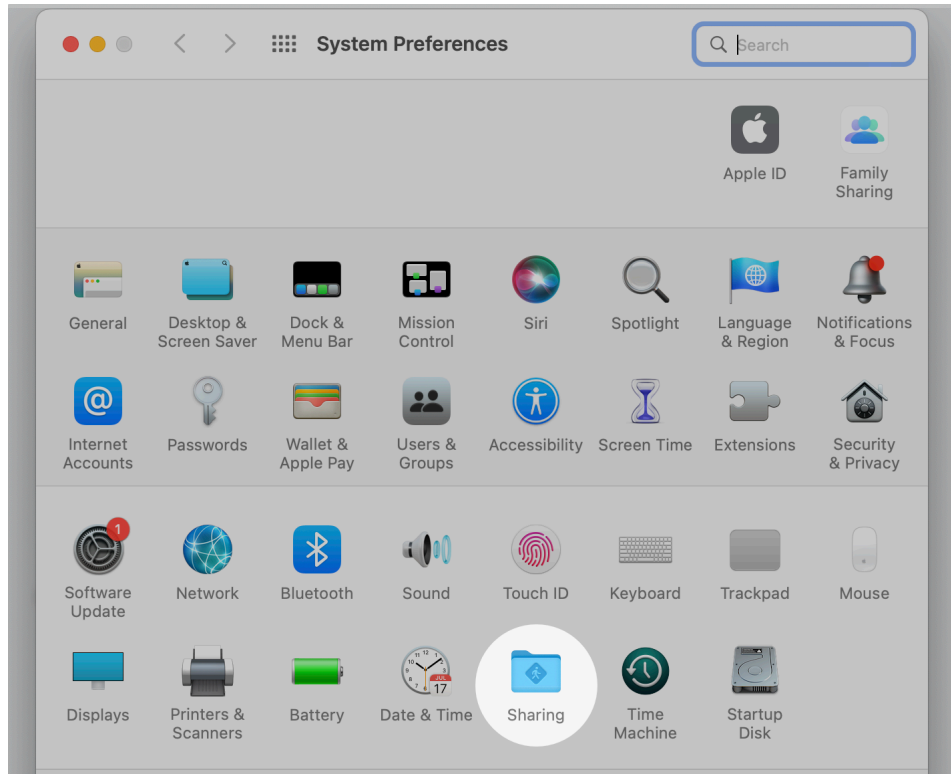 System Preferences
Search
Apple ID
Family
Sharing
General
Desktop &
Screen Saver
Dock &
Menu Bar
Mission
Control
Siri
Spotlight
Language
& Region
Notifications
& Focus
Internet
Accounts
Passwords
Wallet &
Apple Pay
Users &
Groups
Accessibility
Screen Time
Extensions
Security
& Privacy
1
Software
Update
Network
Bluetooth
Sound
Touch ID
Keyboard
Trackpad
Mouse
Displays
Printers &
Scanners
Battery
JUL
17
Date & Time
Sharing
Time
Machine
Startup
Disk